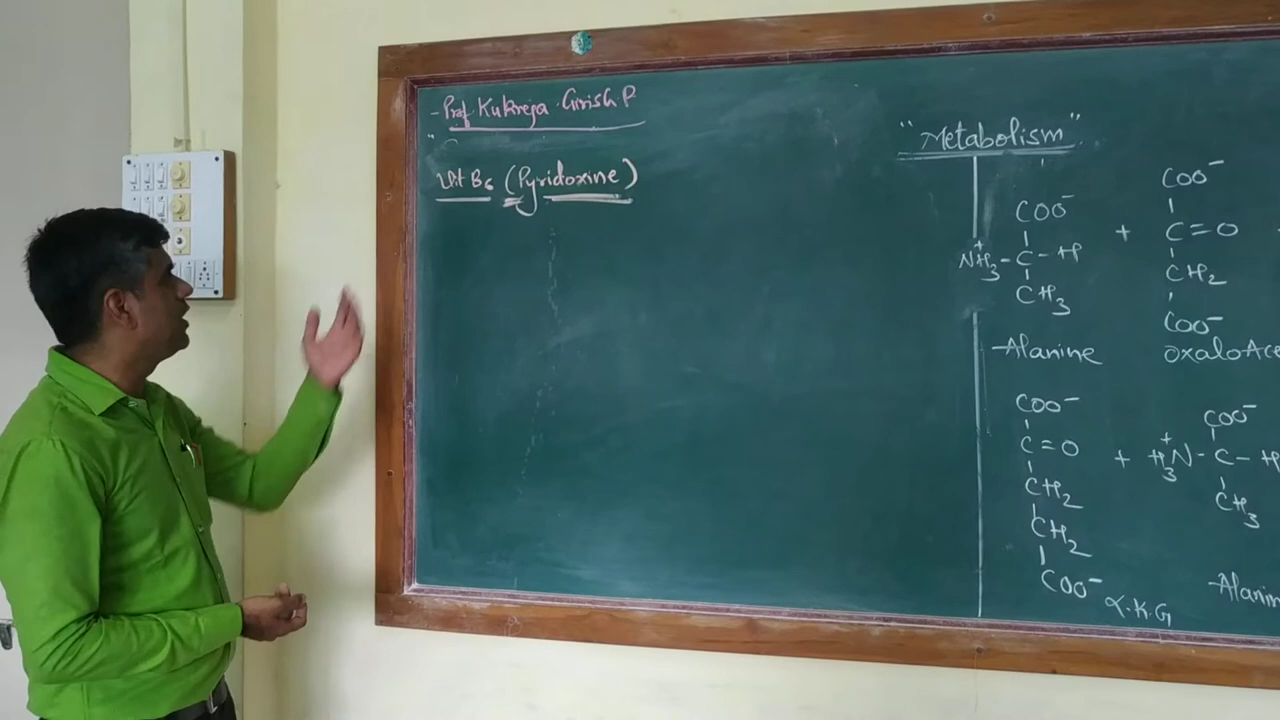 - Prof Kukreja Girish P
Vit B6 (Pyridoxine)
"Metabolism"
COO⁻
NH₃⁺-C-H
CH₃
Alanine
+
COO⁻
C=O
CH₂
COO⁻
OxaloAce
COO⁻
C=O
CH₂
CH₂
COO⁻
α.K.G
+
COO⁻
H₃N⁺-C-H
CH₃
Alanin